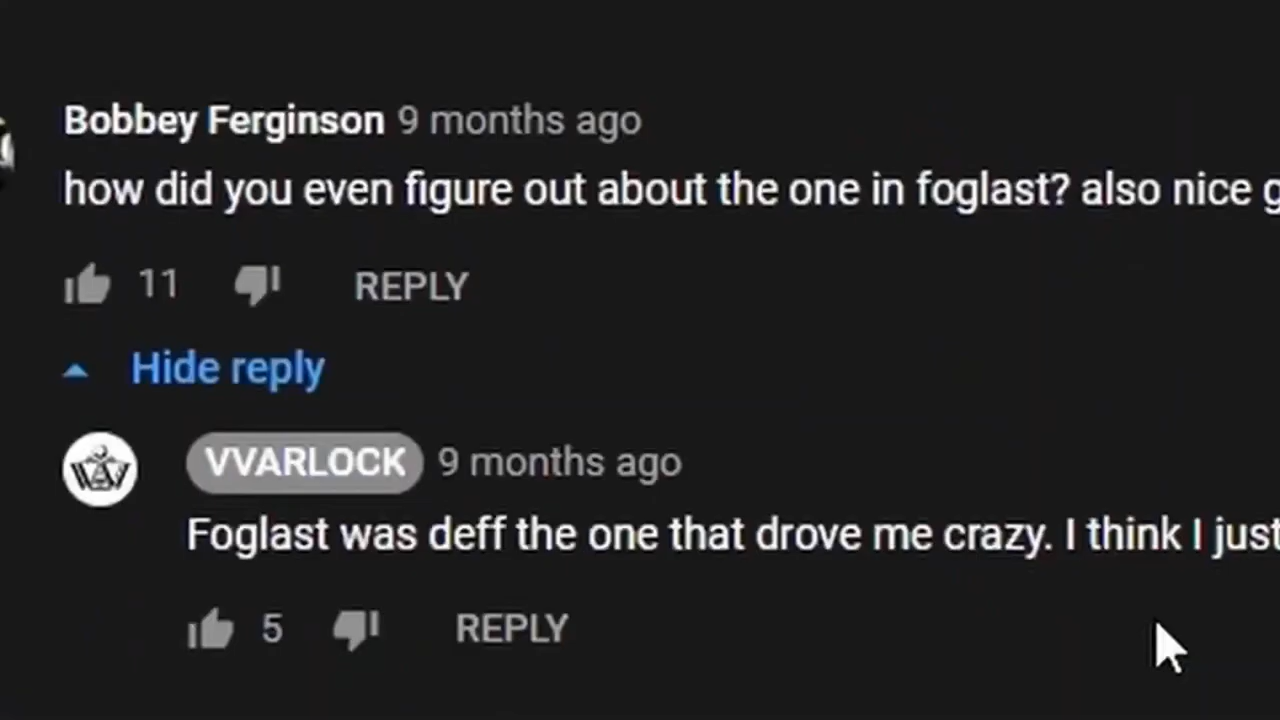 Bobbey Ferginson 9 months ago
how did you even figure out about the one in foglast? also nice
11 REPLY
Hide reply
VVARLOCK 9 months ago
Foglast was deff the one that drove me crazy. I think I just
5 REPLY